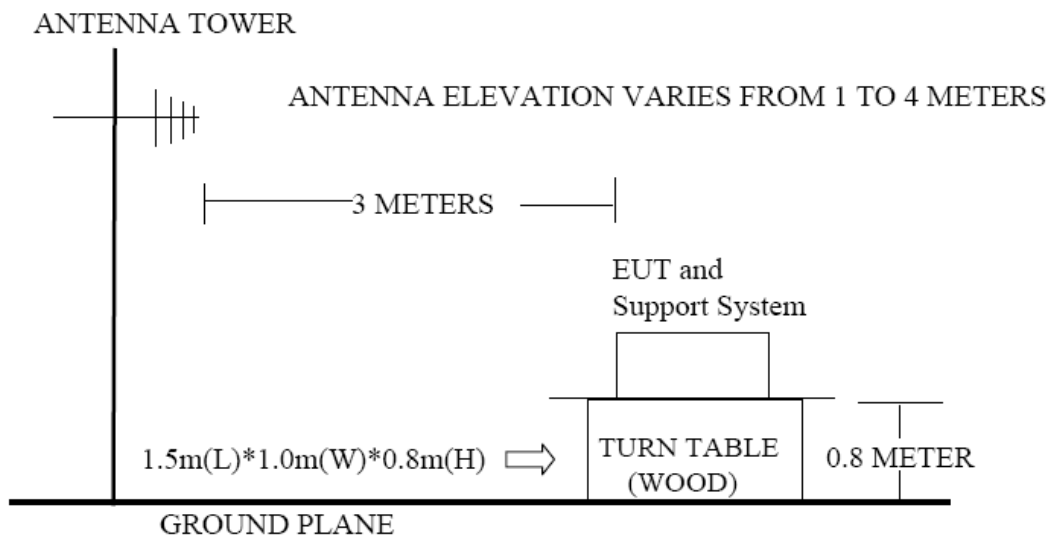 ANTENNA TOWER
ANTENNA ELEVATION VARIES FROM 1 TO 4 METERS
3 METERS
EUT and
Support System
1.5m(L)*1.0m(W)*0.8m(H)
TURN TABLE
(WOOD)
0.8 METER
GROUND PLANE